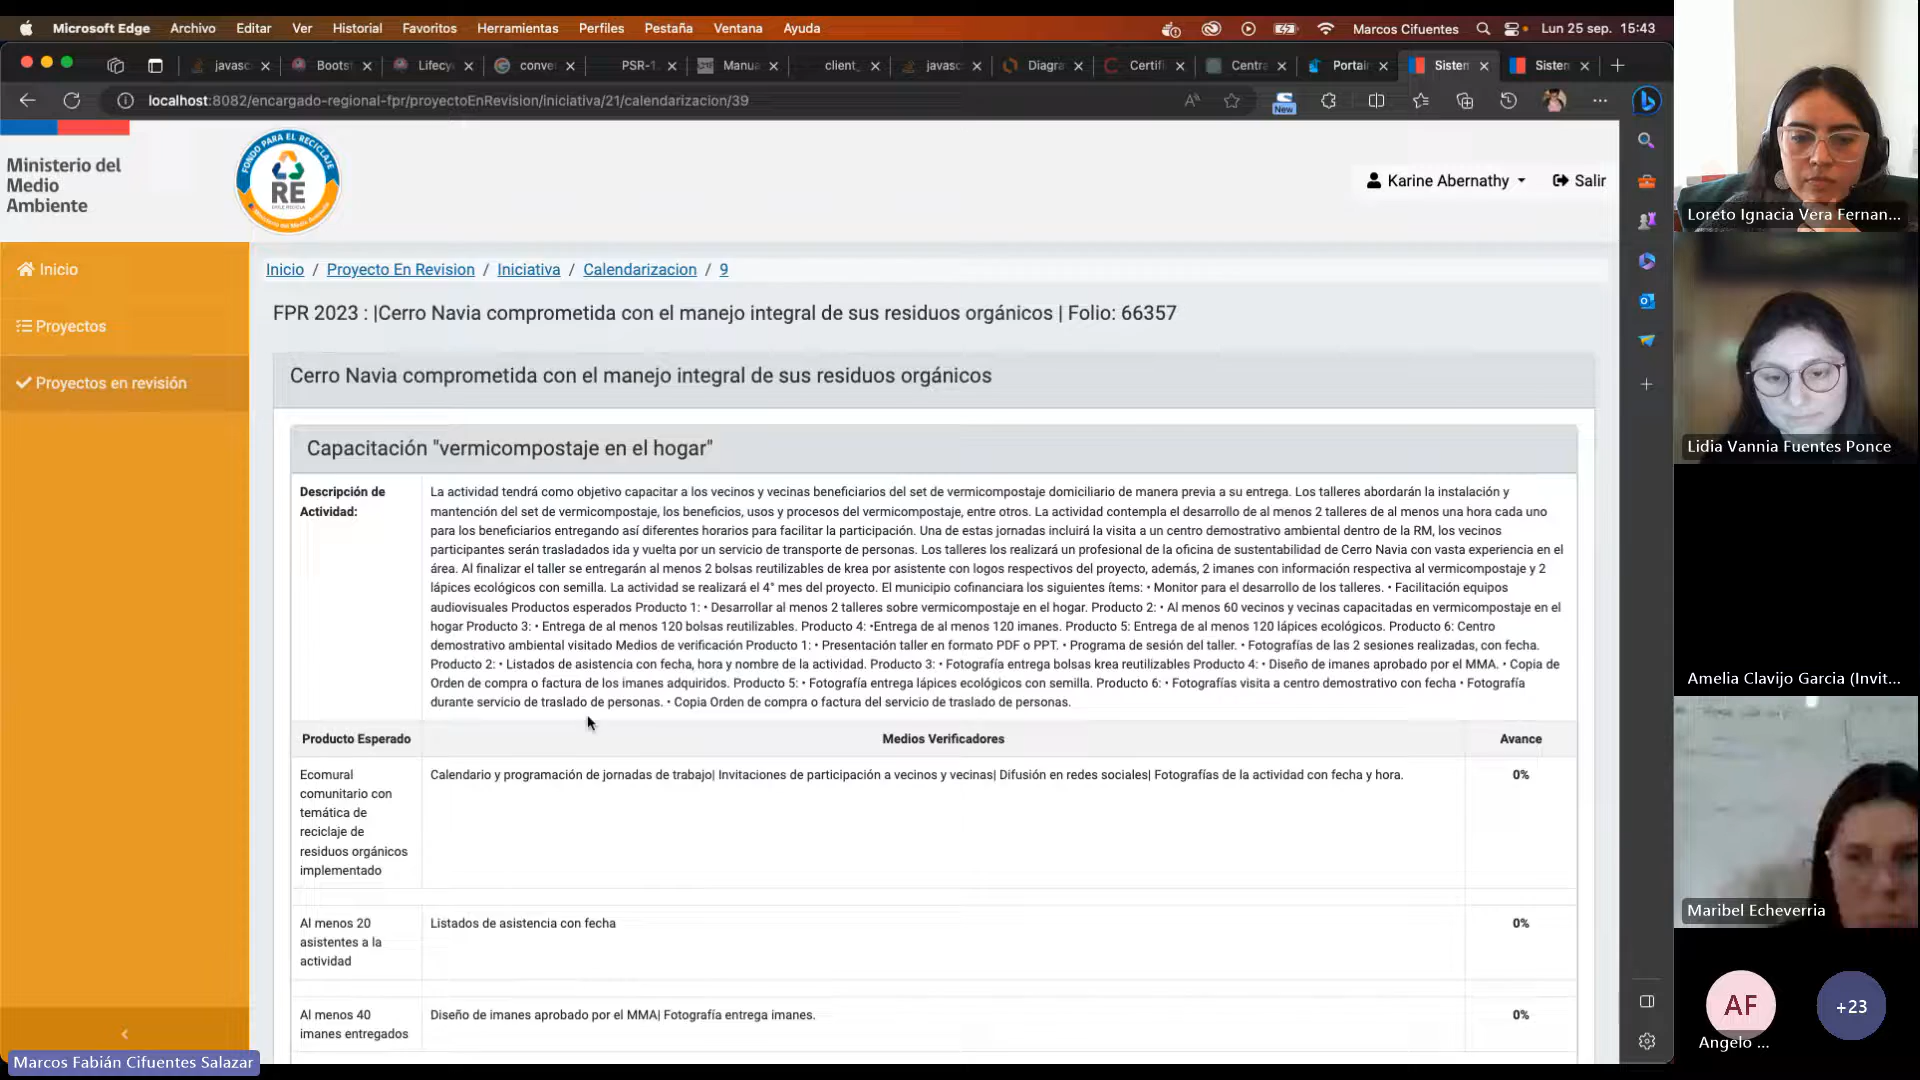 Microsoft Edge Archivo Editar Ver Historial Favoritos Herramientas Perfiles Pestaña Ventana Ayuda Marcos Cifuentes Lun 25 sep. 15:43
javasc Bootst Lifecy conve PSR-1 Manua client_ javasc Diagra Certifi Centra Portain Sistem Sistem
localhost:8082/encargado-regional-fpr/proyectoEnRevision/iniciativa/21/calendarizacion/39
New
Ministerio del
Medio
Ambiente
FONDO PARA EL RECICLAJE
RE
Karine Abernathy Salir
Inicio
Proyectos
Proyectos en revisión
Inicio / Proyecto En Revision / Iniciativa / Calendarizacion / 9
FPR 2023 : |Cerro Navia comprometida con el manejo integral de sus residuos orgánicos | Folio: 66357
Cerro Navia comprometida con el manejo integral de sus residuos orgánicos
Capacitación "vermicompostaje en el hogar"
Descripción de
Actividad:
La actividad tendrá como objetivo capacitar a los vecinos y vecinas beneficiarios del set de vermicompostaje domiciliario de manera previa a su entrega. Los talleres abordarán la instalación y
mantención del set de vermicompostaje, los beneficios, usos y procesos del vermicompostaje, entre otros. La actividad contempla el desarrollo de al menos 2 talleres de al menos una hora cada uno
para los beneficiarios entregando así diferentes horarios para facilitar la participación. Una de estas jornadas incluirá la visita a un centro demostrativo ambiental dentro de la RM, los vecinos
participantes serán trasladados ida y vuelta por un servicio de transporte de personas. Los talleres los realizará un profesional de la oficina de sustentabilidad de Cerro Navia con vasta experiencia en el
área. Al finalizar el taller se entregarán al menos 2 bolsas reutilizables de krea por asistente con logos respectivos del proyecto, además, 2 imanes con información respectiva al vermicompostaje y 2
lápices ecológicos con semilla. La actividad se realizará el 4° mes del proyecto. El municipio cofinanciara los siguientes ítems: • Monitor para el desarrollo de los talleres. • Facilitación equipos
audiovisuales Productos esperados Producto 1: • Desarrollar al menos 2 talleres sobre vermicompostaje en el hogar. Producto 2: • Al menos 60 vecinos y vecinas capacitadas en vermicompostaje en el
hogar Producto 3: • Entrega de al menos 120 bolsas reutilizables. Producto 4: •Entrega de al menos 120 imanes. Producto 5: Entrega de al menos 120 lápices ecológicos. Producto 6: Centro
demostrativo ambiental visitado Medios de verificación Producto 1: • Presentación taller en formato PDF o PPT. • Programa de sesión del taller. • Fotografías de las 2 sesiones realizadas, con fecha.
Producto 2: • Listados de asistencia con fecha, hora y nombre de la actividad. Producto 3: • Fotografía entrega bolsas krea reutilizables Producto 4: • Diseño de imanes aprobado por el MMA. • Copia de
Orden de compra o factura de los imanes adquiridos. Producto 5: • Fotografía entrega lápices ecológicos con semilla. Producto 6: • Fotografías visita a centro demostrativo con fecha • Fotografía
durante servicio de traslado de personas. • Copia Orden de compra o factura del servicio de traslado de personas.
Producto Esperado Medios Verificadores Avance
Ecomural
comunitario con
temática de
reciclaje de
residuos orgánicos
implementado
Calendario y programación de jornadas de trabajo| Invitaciones de participación a vecinos y vecinas| Difusión en redes sociales| Fotografías de la actividad con fecha y hora.
0%
Al menos 20
asistentes a la
actividad
Listados de asistencia con fecha
0%
Al menos 40
imanes entregados
Diseño de imanes aprobado por el MMA| Fotografía entrega imanes.
0%
Marcos Fabián Cifuentes Salazar
Loreto Ignacia Vera Fernan...
Lidia Vannia Fuentes Ponce
Amelia Clavijo Garcia (Invit...
Maribel Echeverria
AF
Angelo ...
+23